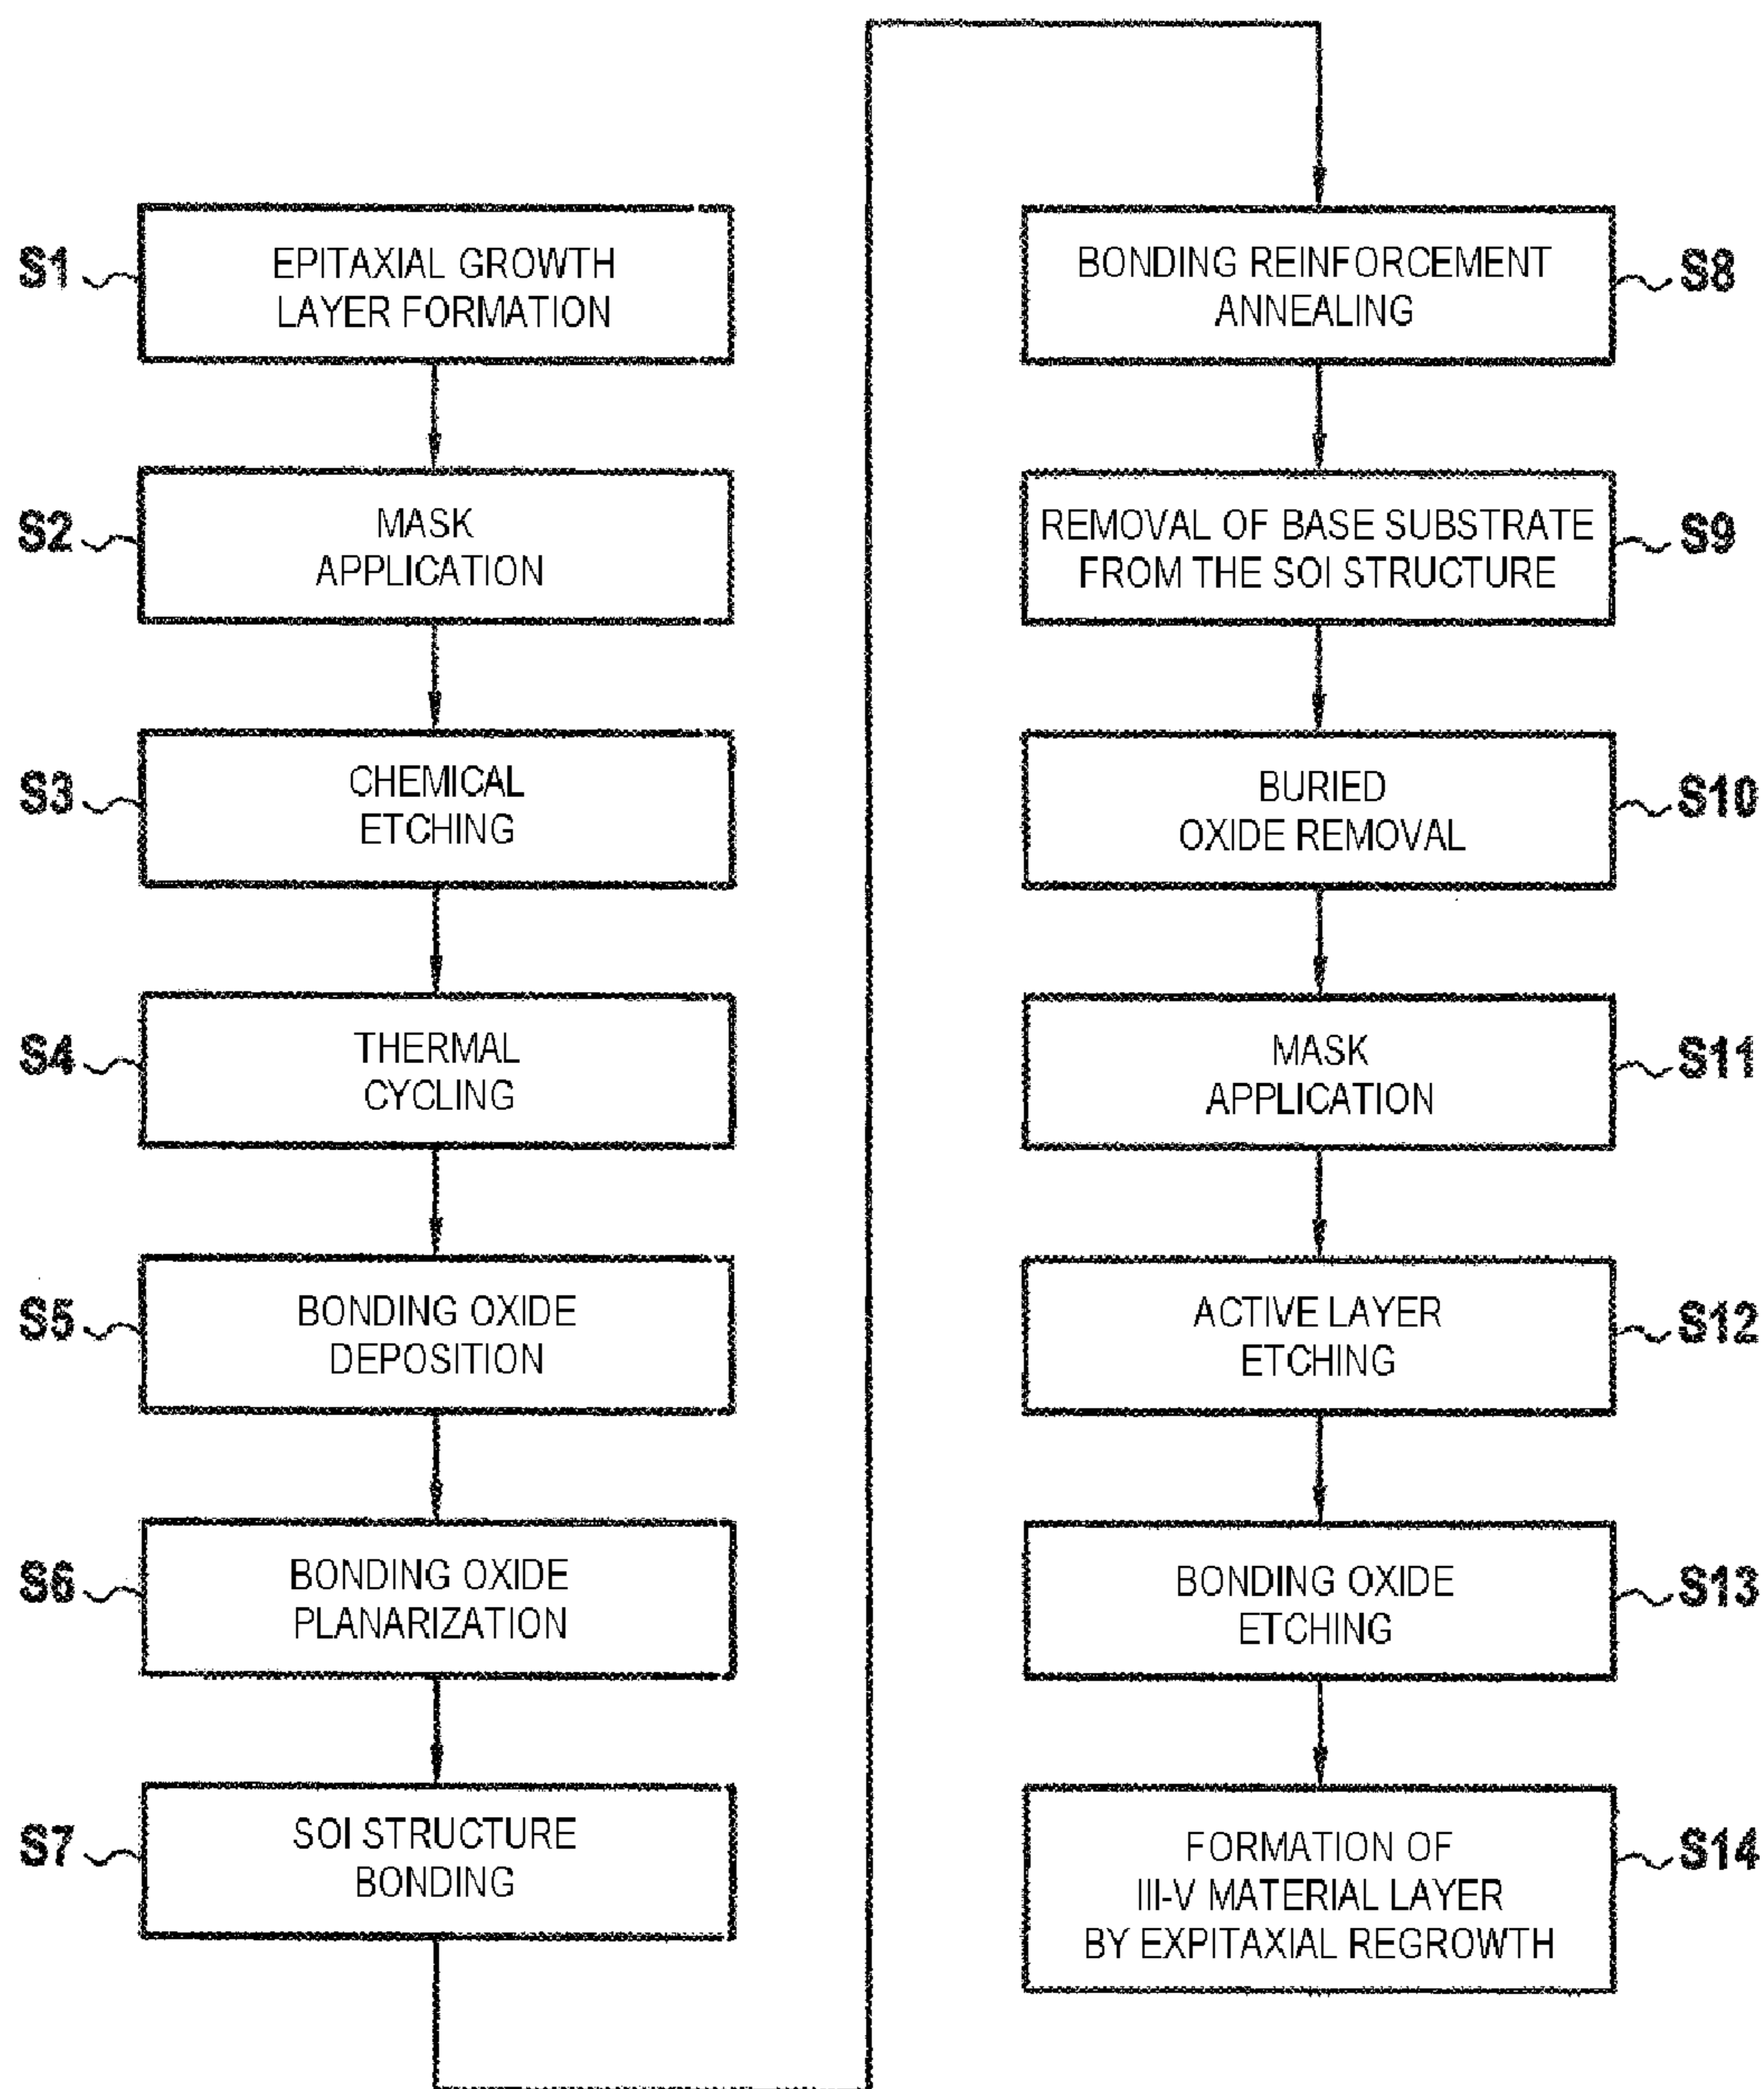 S1
EPITAXIAL GROWTH
LAYER FORMATION
S2
MASK
APPLICATION
S3
CHEMICAL
ETCHING
S4
THERMAL
CYCLING
S5
BONDING OXIDE
DEPOSITION
S6
BONDING OXIDE
PLANARIZATION
S7
SOI STRUCTURE
BONDING
BONDING REINFORCEMENT
ANNEALING
S8
REMOVAL OF BASE SUBSTRATE
FROM THE SOI STRUCTURE
S9
BURIED
OXIDE REMOVAL
S10
MASK
APPLICATION
S11
ACTIVE LAYER
ETCHING
S12
BONDING OXIDE
ETCHING
S13
FORMATION OF
III-V MATERIAL LAYER
BY EXPITAXIAL REGROWTH
S14